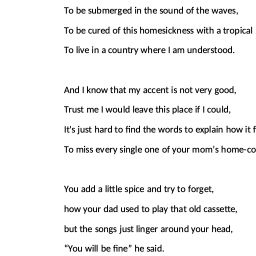 To be submerged in the sound of the waves,
To be cured of this homesickness with a tropical
To live in a country where I am understood.
And I know that my accent is not very good,
Trust me I would leave this place if I could,
It's just hard to find the words to explain how it f
To miss every single one of your mom's home-co
You add a little spice and try to forget,
how your dad used to play that old cassette,
but the songs just linger around your head,
“You will be fine” he said.